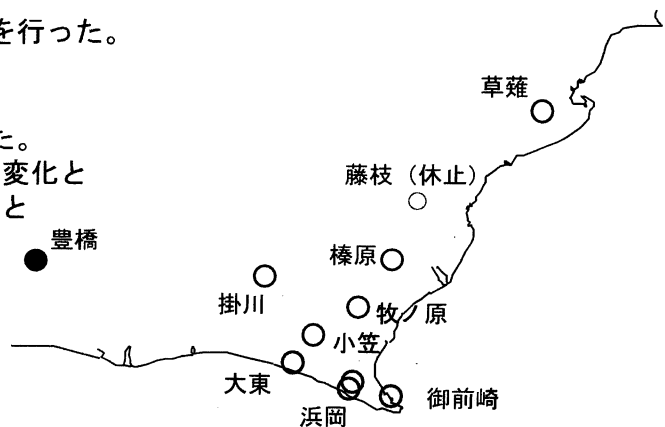 を行った。
草薙
た。
変化と
藤枝（休止）
と
豊橋
榛原
掛川
牧ノ原
小笠
大東
御前崎
浜岡